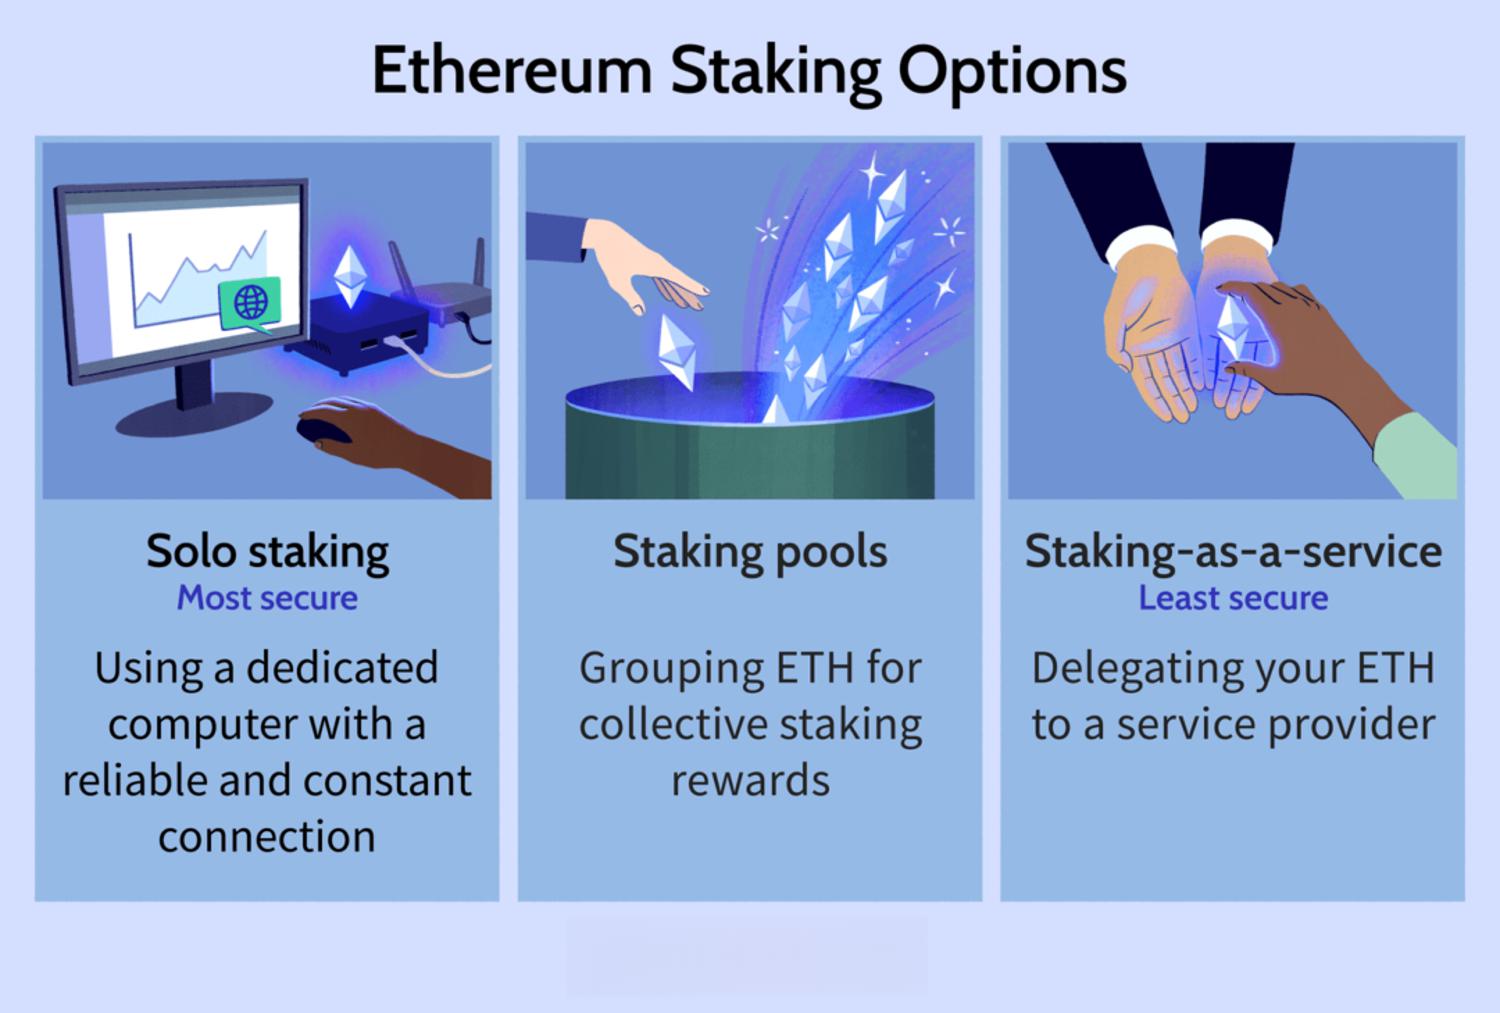 Ethereum Staking Options
Solo staking
Most secure
Using a dedicated
computer with a
reliable and constant
connection
Staking pools
Grouping ETH for
collective staking
rewards
Staking-as-a-service
Least secure
Delegating your ETH
to a service provider